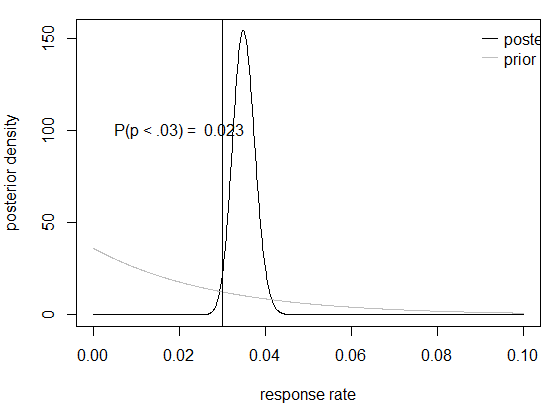 poste
prior
P(p < .03) = 0.023
posterior density
150
100
50
0
0.00 0.02 0.04 0.06 0.08 0.10
response rate